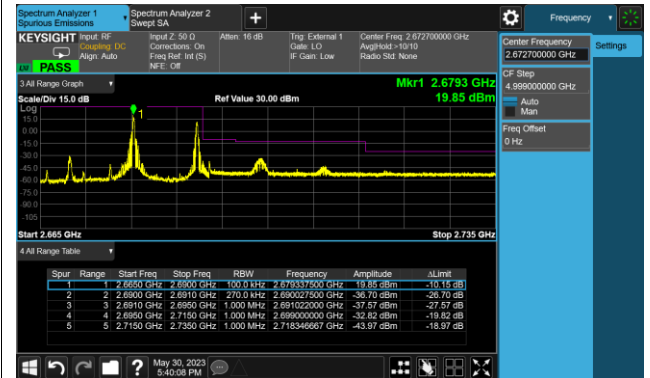 Spectrum Analyzer 1
Spurious Emissions
Spectrum Analyzer 2
Swept SA
Frequency
KEYSIGHT
Input: RF
Coupling: DC
Align: Auto
Input Z: 50 Ω
Corrections: On
Freq Ref: Int (S)
NFE: Off
Atten: 16 dB
Trig: External 1
Gate: LO
IF Gain: Low
Center Freq: 2.672700000 GHz
Avg|Hold:>10/10
Radio Std: None
PASS
Center Frequency
2.672700000 GHz
Settings
CF Step
4.999000000 GHz
Auto
Man
Freq Offset
0 Hz
3 All Range Graph
Mkr1 2.6793 GHz
Scale/Div 15.0 dB
Ref Value 30.00 dBm
19.85 dBm
Log
1
15.0
0.00
-15.0
-30.0
-45.0
-60.0
-75.0
-90.0
-105
Start 2.665 GHz
Stop 2.735 GHz
4 All Range Table
Spur Range Start Freq Stop Freq RBW Frequency Amplitude ΔLimit
1 1 2.6650 GHz 2.6900 GHz 100.0 kHz 2.679337500 GHz 19.85 dBm -10.15 dB
2 2 2.6900 GHz 2.6910 GHz 270.0 kHz 2.690027500 GHz -36.70 dBm -26.70 dB
3 3 2.6910 GHz 2.6950 GHz 1.000 MHz 2.691022000 GHz -37.57 dBm -27.57 dB
4 4 2.6950 GHz 2.7150 GHz 1.000 MHz 2.699000000 GHz -32.82 dBm -19.82 dB
5 5 2.7150 GHz 2.7350 GHz 1.000 MHz 2.718346667 GHz -43.97 dBm -18.97 dB
May 30, 2023
5:40:08 PM